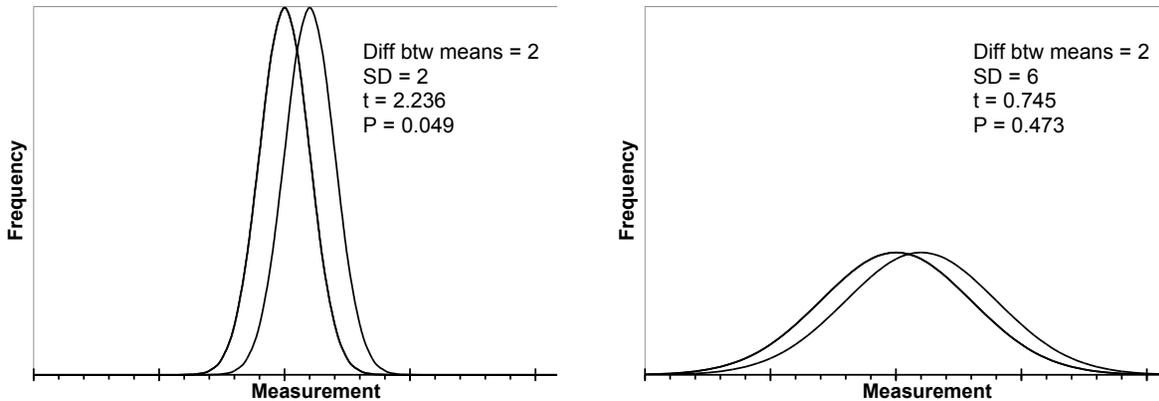 Diff btw means = 2
SD = 2
t = 2.236
P = 0.049
Frequency
Measurement
Diff btw means = 2
SD = 6
t = 0.745
P = 0.473
Frequency
Measurement